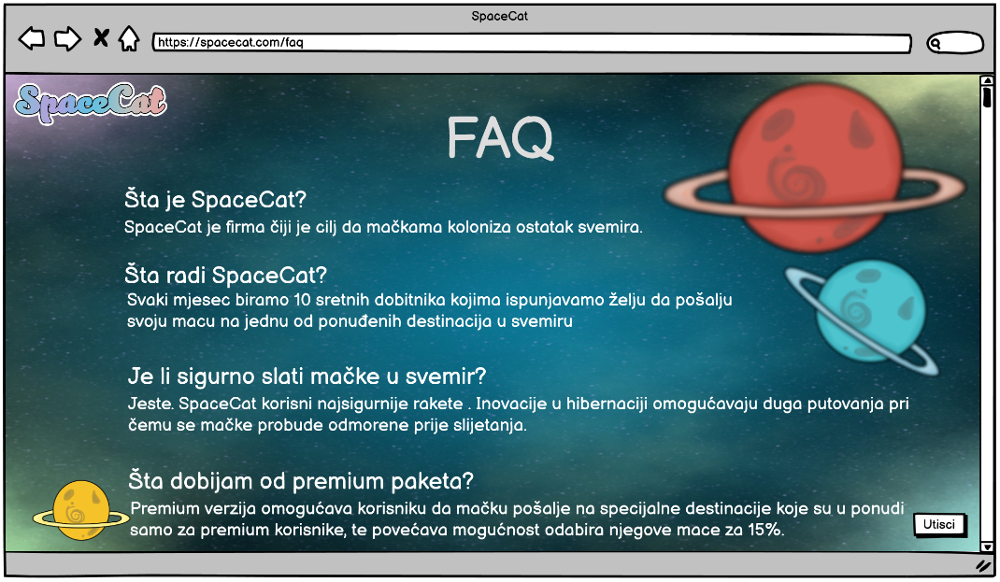 SpaceCat
https://spacecat.com/faq
SpaceCat
FAQ
Šta je SpaceCat?
SpaceCat je firma čiji je cilj da mačkama koloniza ostatak svemira.
Šta radi SpaceCat?
Svaki mjesec biramo 10 sretnih dobitnika kojima ispunjavamo želju da pošalju
svoju macu na jednu od ponuđenih destinacija u svemiru
Je li sigurno slati mačke u svemir?
Jeste. SpaceCat korisni najsigurnije rakete . Inovacije u hibernaciji omogućavaju duga putovanja pri
čemu se mačke probude odmorene prije slijetanja.
Šta dobijam od premium paketa?
Premium verzija omogućava korisniku da mačku pošalje na specijalne destinacije koje su u ponudi
samo za premium korisnike, te povećava mogućnost odabira njegove mace za 15%.
Utisci